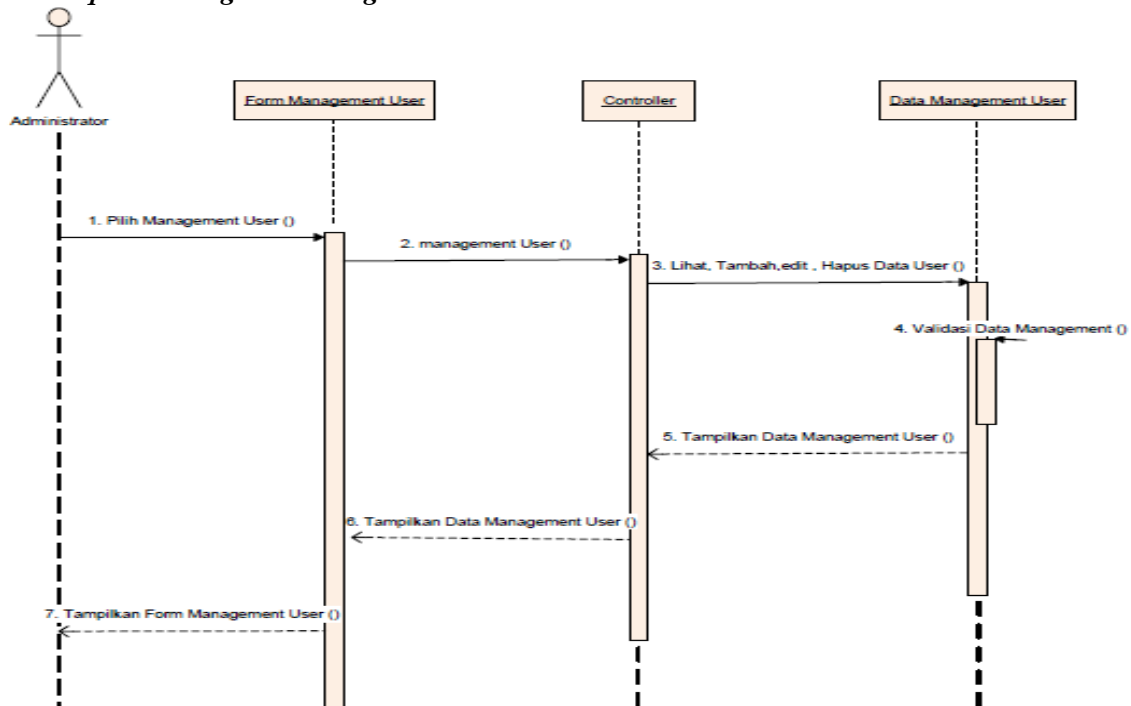 Administrator
Form Management User
Controller
Data Management User
1. Pilih Management User ()
2. management User ()
3. Lihat, Tambah,edit , Hapus Data User ()
4. Validasi Data Management ()
5. Tampilkan Data Management User ()
6. Tampilkan Data Management User ()
7. Tampilkan Form Management User ()